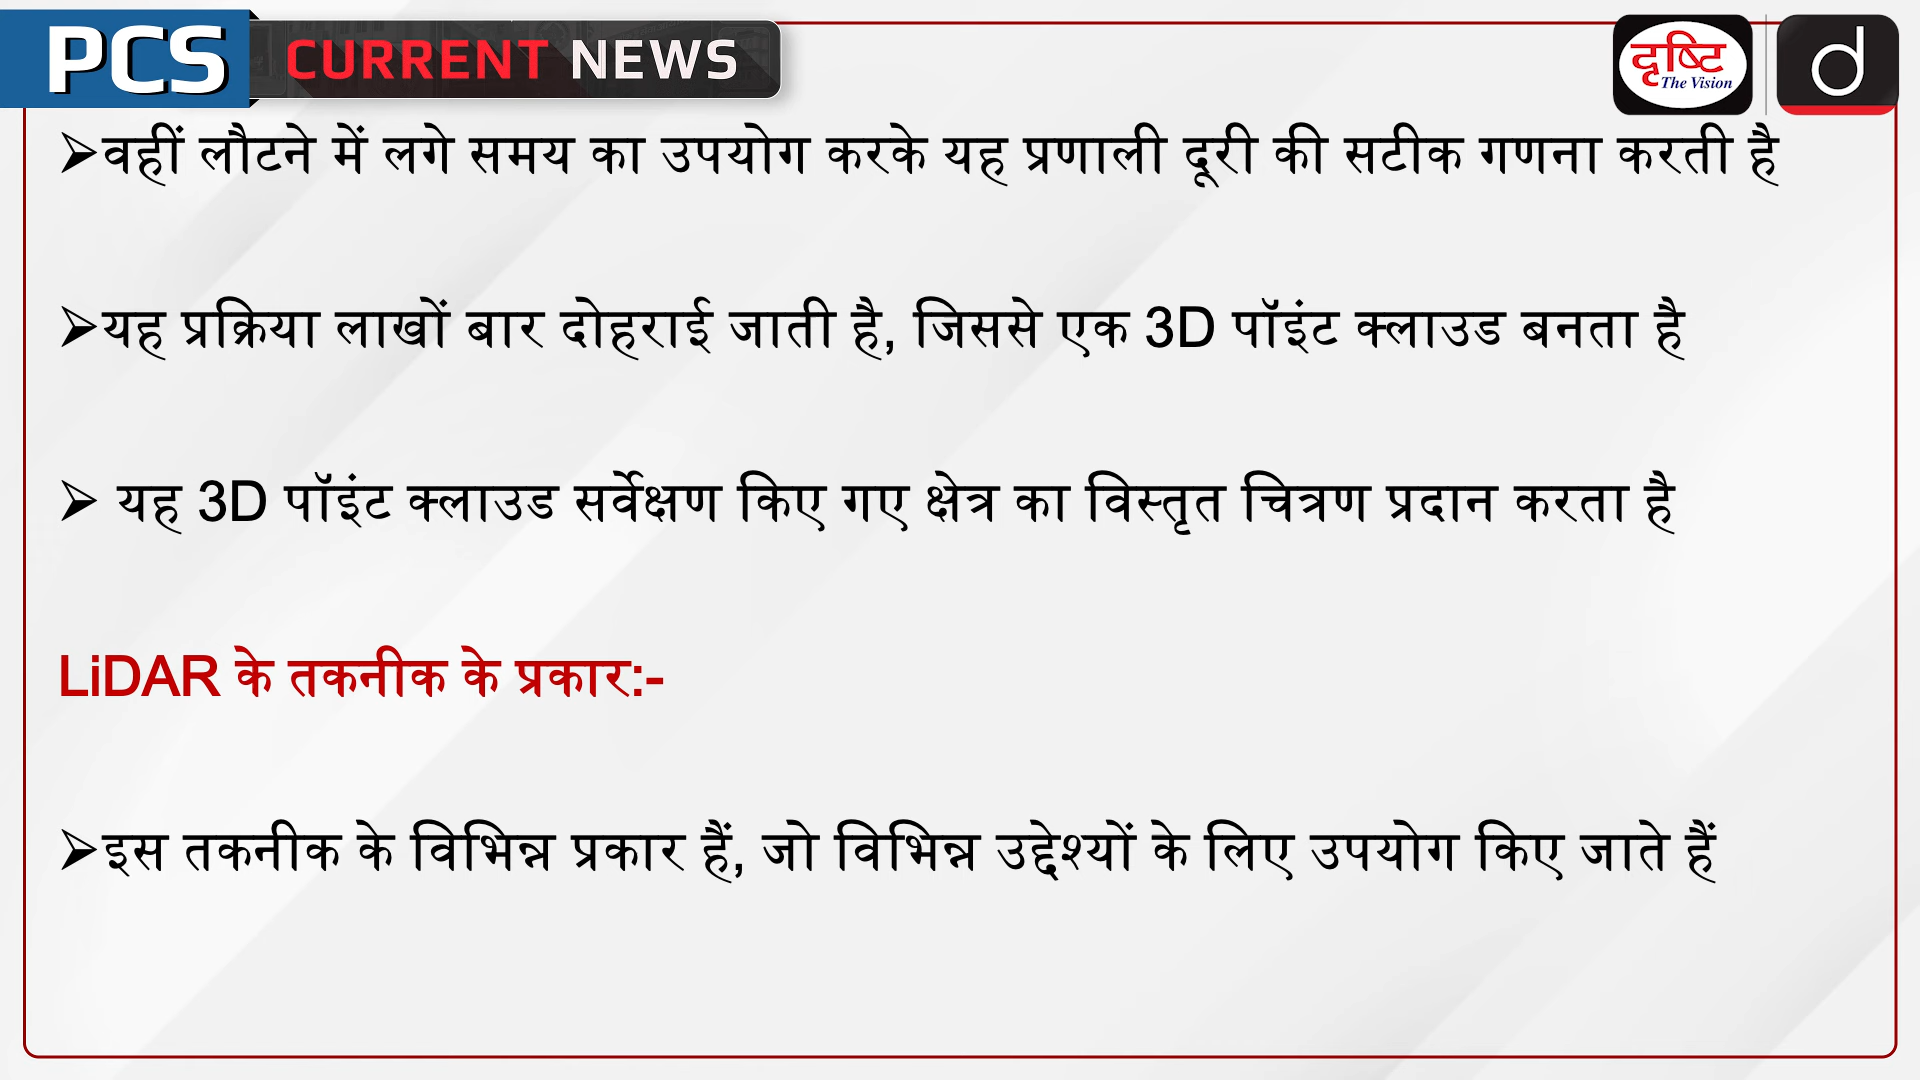 PCS CURRENT NEWS
दृष्टि
The Vision
d
➢वहीं लौटने में लगे समय का उपयोग करके यह प्रणाली दूरी की सटीक गणना करती है
➢यह प्रक्रिया लाखों बार दोहराई जाती है, जिससे एक 3D पॉइंट क्लाउड बनता है
➢ यह 3D पॉइंट क्लाउड सर्वेक्षण किए गए क्षेत्र का विस्तृत चित्रण प्रदान करता है
LiDAR के तकनीक के प्रकार:-
➢इस तकनीक के विभिन्न प्रकार हैं, जो विभिन्न उद्देश्यों के लिए उपयोग किए जाते हैं